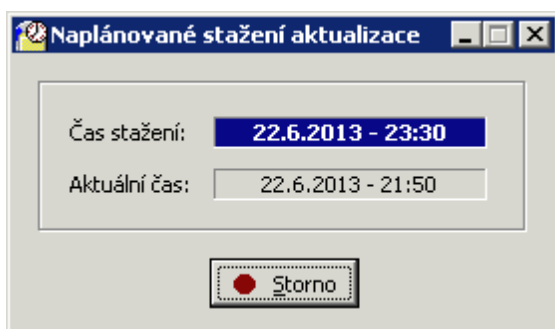 Naplánované stažení aktualizace
Čas stažení: 22.6.2013 - 23:30
Aktuální čas: 22.6.2013 - 21:50
Storno